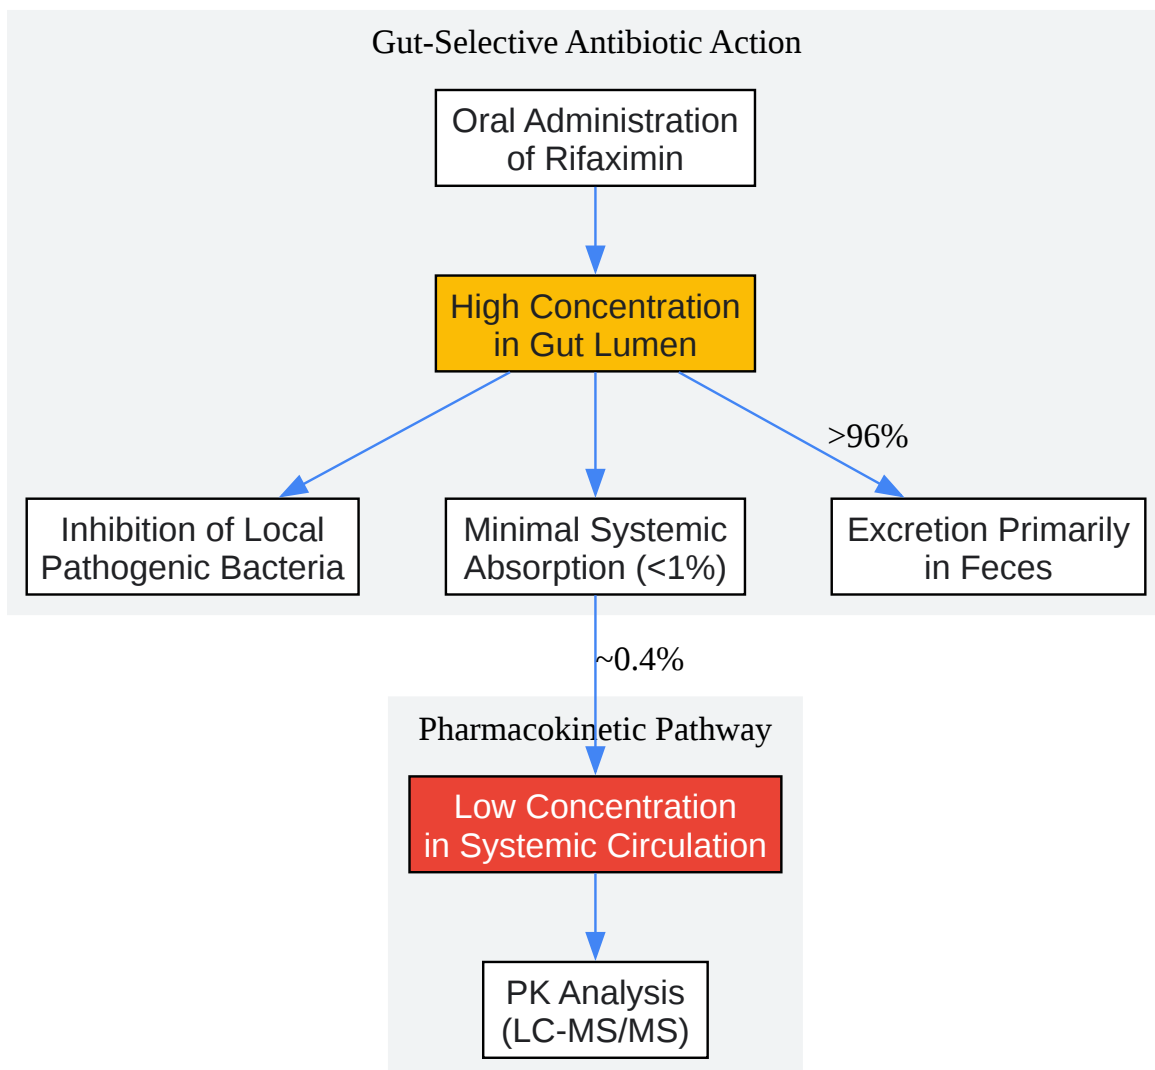 Gut-Selective Antibiotic Action
Oral Administration
of Rifaximin
High Concentration
in Gut Lumen
>96%
Inhibition of Local
Pathogenic Bacteria
Minimal Systemic
Absorption (<1%)
Excretion Primarily
in Feces
~0.4%
Pharmacokinetic Pathway
Low Concentration
in Systemic Circulation
PK Analysis
(LC-MS/MS)